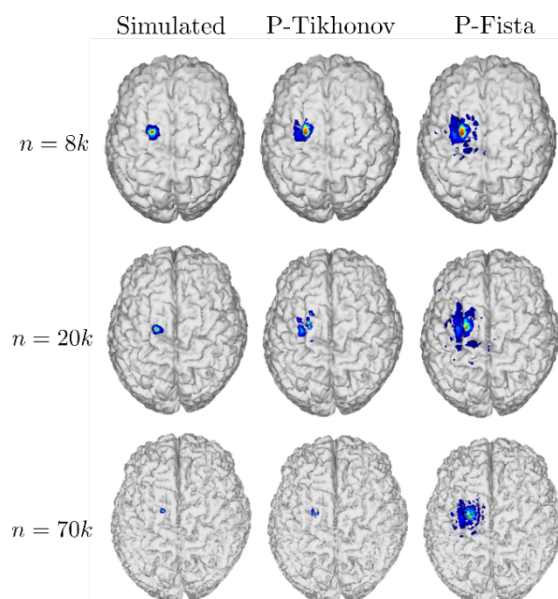 Simulated P-Tikhonov P-Fista
n = 8k
n = 20k
n = 70k